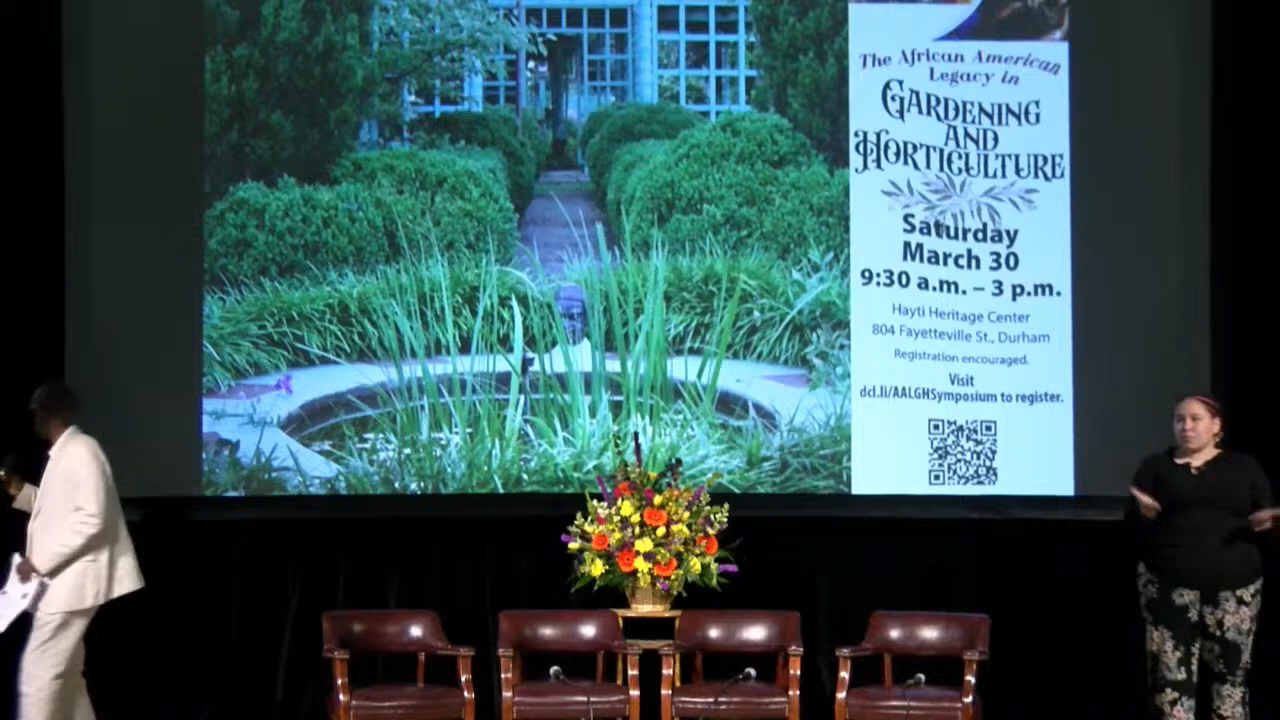 The African American
Legacy in
GARDENING
AND
HORTICULTURE
Saturday
March 30
9:30 a.m. – 3 p.m.
Hayti Heritage Center
804 Fayetteville St., Durham
Registration encouraged.
Visit
dcl.li/AALGHSymposium to register.